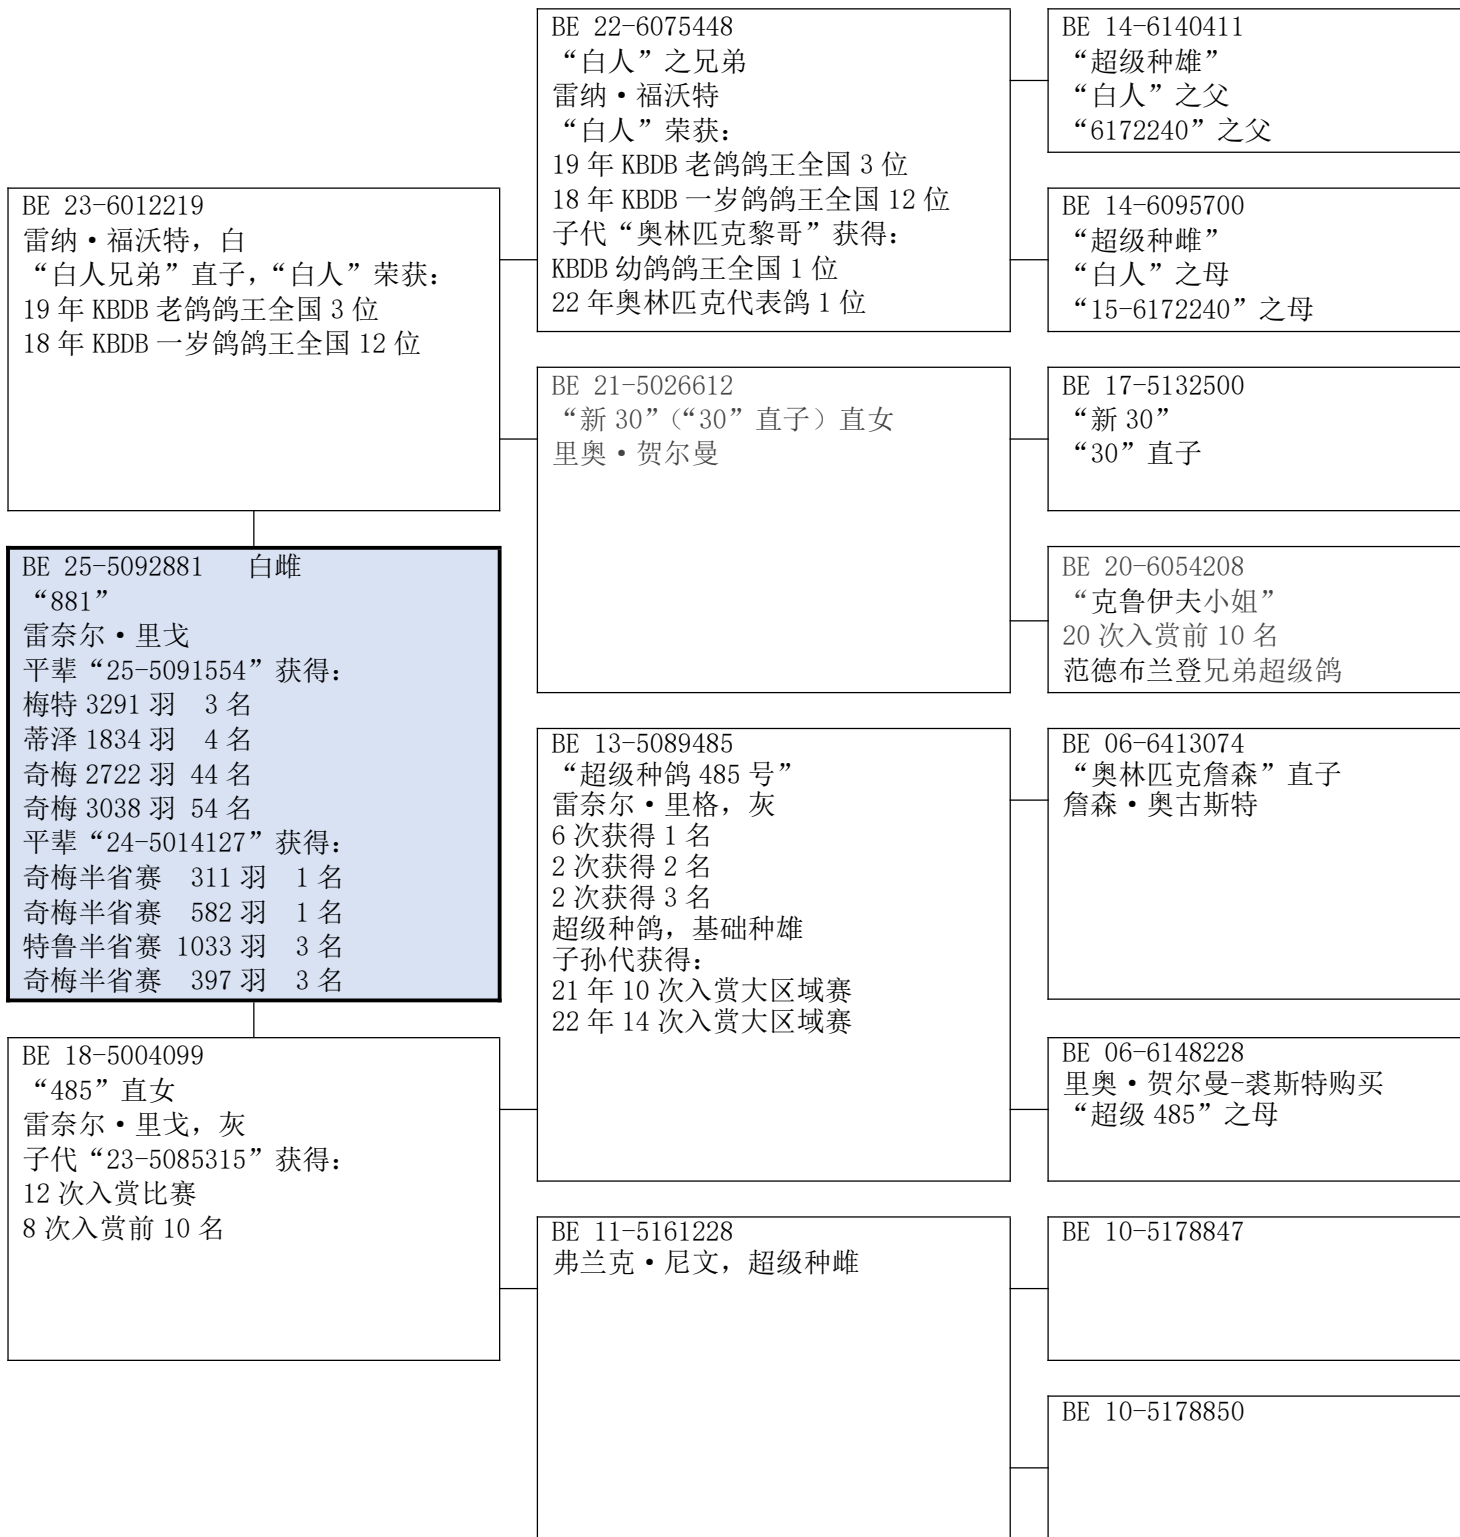 BE 23-6012219
雷纳•福沃特，白
“白人兄弟”直子，“白人”荣获：
19 年 KBDB 老鸽鸽王全国 3 位
18 年 KBDB 一岁鸽鸽王全国 12 位
BE 25-5092881 白雌
“881”
雷奈尔•里戈
平辈“25-5091554”获得：
梅特 3291 羽 3 名
蒂泽 1834 羽 4 名
奇梅 2722 羽 44 名
奇梅 3038 羽 54 名
平辈“24-5014127”获得：
奇梅半省赛 311 羽 1 名
奇梅半省赛 582 羽 1 名
特鲁半省赛 1033 羽 3 名
奇梅半省赛 397 羽 3 名
BE 18-5004099
“485”直女
雷奈尔•里戈，灰
子代“23-5085315”获得：
12 次入赏比赛
8 次入赏前 10 名
BE 22-6075448
“白人”之兄弟
雷纳•福沃特
“白人”荣获：
19 年 KBDB 老鸽鸽王全国 3 位
18 年 KBDB 一岁鸽鸽王全国 12 位
子代“奥林匹克黎哥”获得：
KBDB 幼鸽鸽王全国 1 位
22 年奥林匹克代表鸽 1 位
BE 21-5026612
“新 30”（“30”直子）直女
里奥•贺尔曼
BE 13-5089485
“超级种鸽 485 号”
雷奈尔•里格，灰
6 次获得 1 名
2 次获得 2 名
2 次获得 3 名
超级种鸽，基础种雄
子孙代获得：
21 年 10 次入赏大区域赛
22 年 14 次入赏大区域赛
BE 11-5161228
弗兰克•尼文，超级种雌
BE 14-6140411
“超级种雄”
“白人”之父
“6172240”之父
BE 14-6095700
“超级种雌”
“白人”之母
“15-6172240”之母
BE 17-5132500
“新 30”
“30”直子
BE 20-6054208
“克鲁伊夫小姐”
20 次入赏前 10 名
范德布兰登兄弟超级鸽
BE 06-6413074
“奥林匹克詹森”直子
詹森•奥古斯特
BE 06-6148228
里奥•贺尔曼-裘斯特购买
“超级 485”之母
BE 10-5178847
BE 10-5178850